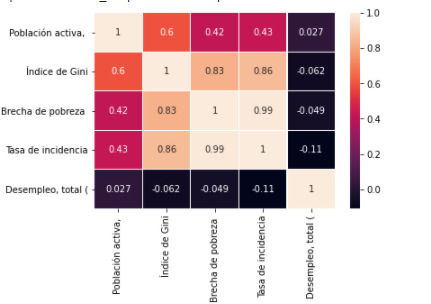 Población activa, 1 0.6 0.42 0.43 0.027
Índice de Gini 0.6 1 0.83 0.86 -0.062
Brecha de pobreza 0.42 0.83 1 0.99 -0.049
Tasa de incidencia 0.43 0.86 0.99 1 -0.11
Desempleo, total ( 0.027 -0.062 -0.049 -0.11 1
Población activa,
Índice de Gini
Brecha de pobreza
Tasa de incidencia
Desempleo, total (
1.0
0.8
0.6
0.4
0.2
0.0